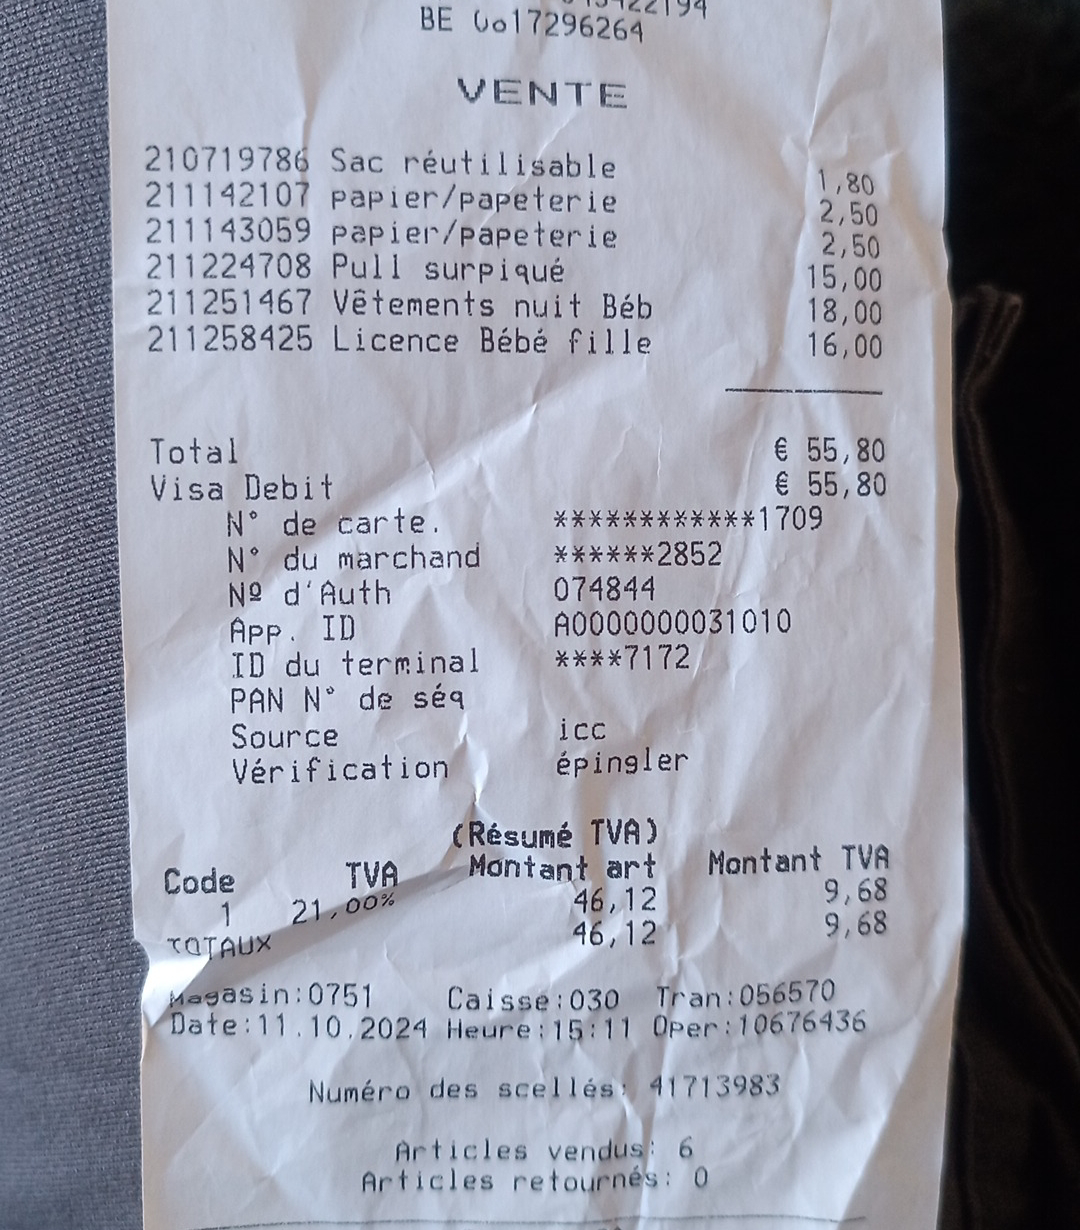 BE 0017296264
VENTE
210719786 Sac réutilisable 1,80
211142107 papier/papeterie 2,50
211143059 papier/papeterie 2,50
211224708 Pull surpiqué 15,00
211251467 Vêtements nuit Béb 18,00
211258425 Licence Bébé fille 16,00
Total € 55,80
Visa Debit € 55,80
N° de carte. ************1709
N° du marchand ******2852
Nº d'Auth 074844
App. ID A0000000031010
ID du terminal ****7172
PAN N° de séq
Source icc
Vérification épingler
(Résumé TVA)
Code TVA Montant art Montant TVA
1 21,00% 46,12 9,68
TOTAUX 46,12 9,68
Magasin:0751 Caisse:030 Tran:056570
Date:11.10.2024 Heure:15:11 Oper:10676436
Numéro des scellés: 41713983
Articles vendus: 6
Articles retournés: 0